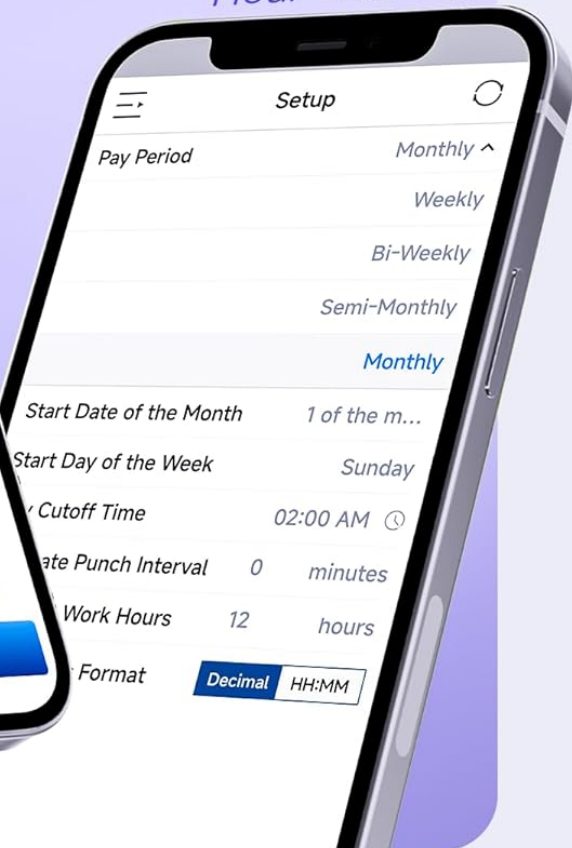 Setup
Pay Period Monthly
Weekly
Bi-Weekly
Semi-Monthly
Monthly
Start Date of the Month 1 of the m...
Start Day of the Week Sunday
Cutoff Time 02:00 AM
Punch Interval 0 minutes
Work Hours 12 hours
Format Decimal HH:MM